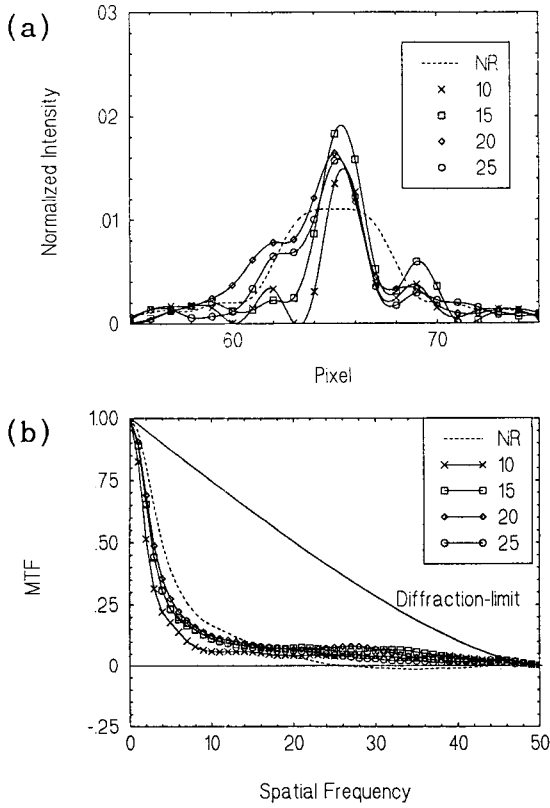 (a)
03
02
.01
0
Normalized Intensity
60
70
Pixel
NR
10
15
20
25
(b)
1.00
.75
.50
.25
0
-.25
MTF
0
10
20
30
40
50
Spatial Frequency
NR
10
15
20
25
Diffraction-limit